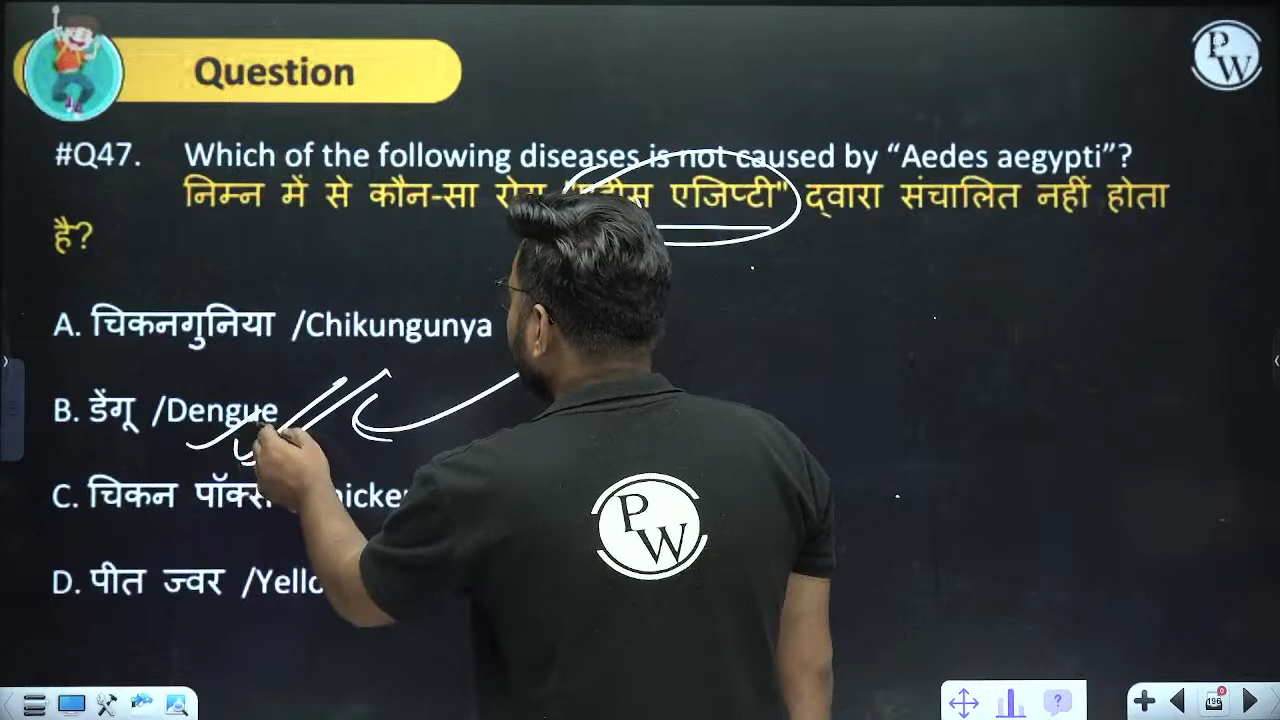 Question
PW
#Q47. Which of the following diseases is not caused by “Aedes aegypti”?
निम्न में से कौन-सा रोग एजिप्टी" द्वारा संचालित नहीं होता
है?
A. चिकनगुनिया /Chikungunya
B. डेंगू /Dengue
C. चिकन पॉक्स
D. पीत ज्वर
PW
196